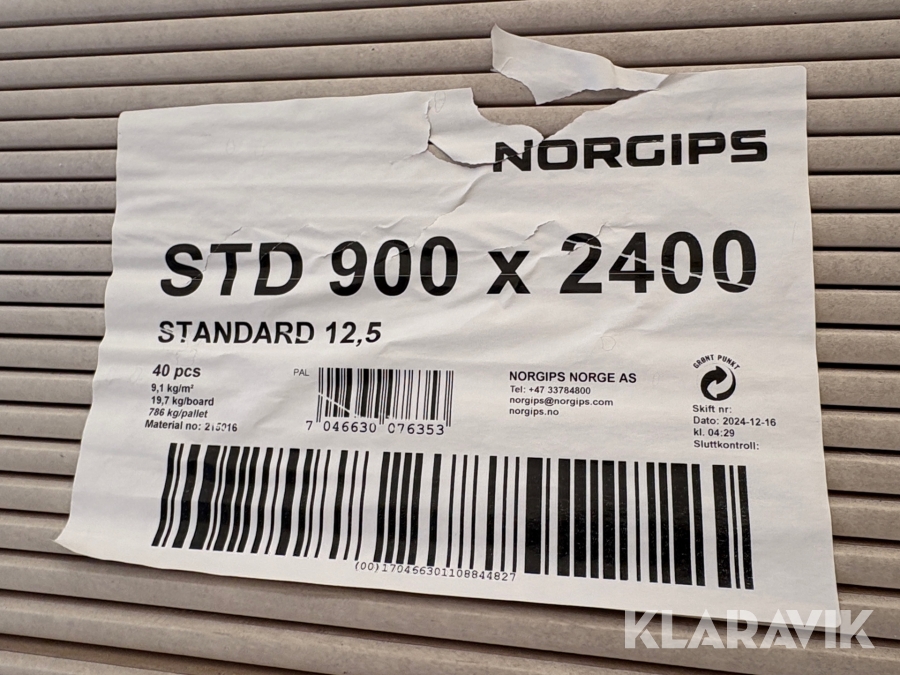 NORGIPS
STD 900 x 2400
STANDARD 12,5
40 pcs
9,1 kg/m²
19,7 kg/board
786 kg/pallet
Material no: 215016
PAL
7 046630 076353
NORGIPS NORGE AS
Tel: +47 33784800
norgips@norgips.com
norgips.no
GRØNT PUNKT
Skift nr:
Dato: 2024-12-16
kl. 04:29
Sluttkontroll:
(00)170466301108844827
KLARAVIK